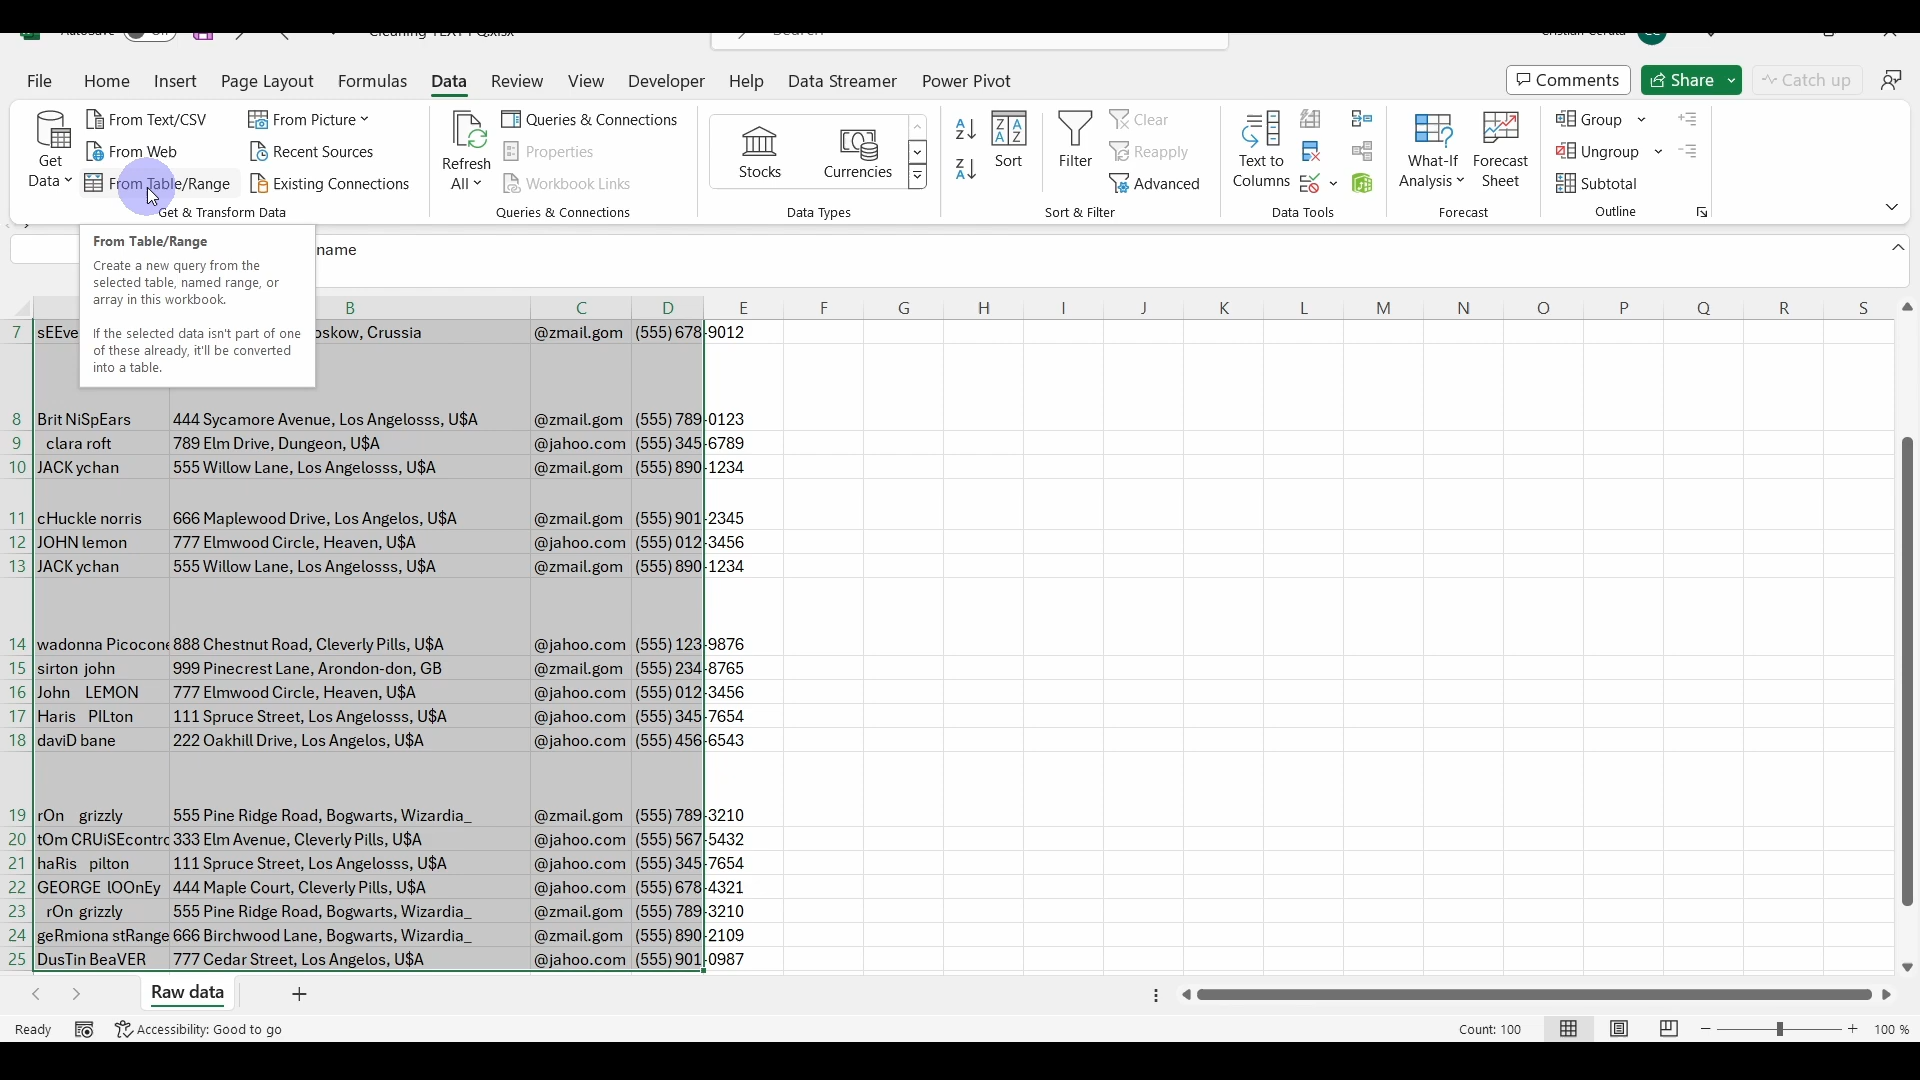 Cleaning TEXT PQ.xlsx
Search
File Home Insert Page Layout Formulas Data Review View Developer Help Data Streamer Power Pivot
Comments Share Catch up
Get Data
From Text/CSV
From Web
From Table/Range
From Picture
Recent Sources
Existing Connections
Get & Transform Data
Refresh All
Queries & Connections
Properties
Workbook Links
Queries & Connections
Stocks Currencies
Data Types
Sort
Filter
Clear
Reapply
Advanced
Sort & Filter
Text to Columns
Data Tools
What-If Analysis
Forecast Sheet
Forecast
Group
Ungroup
Subtotal
Outline
name
From Table/Range
Create a new query from the
selected table, named range, or
array in this workbook.
If the selected data isn't part of one
of these already, it'll be converted
into a table.
B C D E F G H I J K L M N O P Q R S
7 sEEve oskow, Crussia @zmail.gom (555) 678-9012
8 Brit NiSpEars 444 Sycamore Avenue, Los Angelosss, U$A @zmail.gom (555) 789-0123
9 clara roft 789 Elm Drive, Dungeon, U$A @jahoo.com (555) 345-6789
10 JACK ychan 555 Willow Lane, Los Angelosss, U$A @zmail.gom (555) 890-1234
11 cHuckle norris 666 Maplewood Drive, Los Angelos, U$A @zmail.gom (555) 901-2345
12 JOHN lemon 777 Elmwood Circle, Heaven, U$A @jahoo.com (555) 012-3456
13 JACK ychan 555 Willow Lane, Los Angelosss, U$A @zmail.gom (555) 890-1234
14 wadonna Picocone 888 Chestnut Road, Cleverly Pills, U$A @jahoo.com (555) 123-9876
15 sirton john 999 Pinecrest Lane, Arondon-don, GB @zmail.gom (555) 234-8765
16 John LEMON 777 Elmwood Circle, Heaven, U$A @jahoo.com (555) 012-3456
17 Haris PILton 111 Spruce Street, Los Angelosss, U$A @jahoo.com (555) 345-7654
18 daviD bane 222 Oakhill Drive, Los Angelos, U$A @jahoo.com (555) 456-6543
19 rOn grizzly 555 Pine Ridge Road, Bogwarts, Wizardia_ @zmail.gom (555) 789-3210
20 tOm CRUiSEcontro 333 Elm Avenue, Cleverly Pills, U$A @jahoo.com (555) 567-5432
21 haRis pilton 111 Spruce Street, Los Angelosss, U$A @jahoo.com (555) 345-7654
22 GEORGE lOOnEy 444 Maple Court, Cleverly Pills, U$A @jahoo.com (555) 678-4321
23 rOn grizzly 555 Pine Ridge Road, Bogwarts, Wizardia_ @zmail.gom (555) 789-3210
24 geRmiona stRange 666 Birchwood Lane, Bogwarts, Wizardia_ @zmail.gom (555) 890-2109
25 DusTin BeaVER 777 Cedar Street, Los Angelos, U$A @jahoo.com (555) 901-0987
Raw data
Ready Accessibility: Good to go Count: 100 100 %